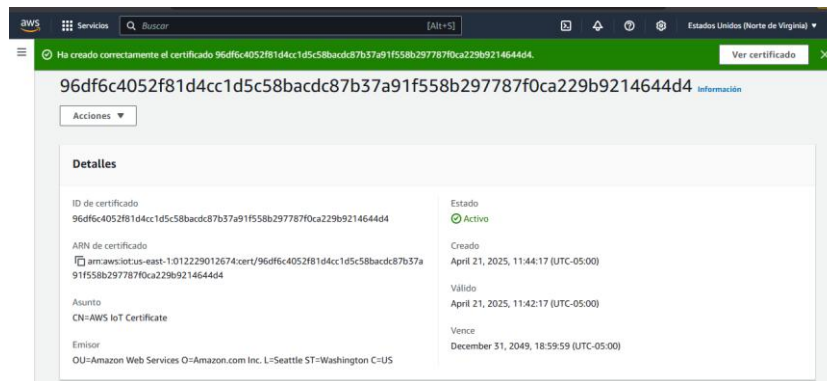 aws
Servicios
Buscar
[Alt+S]
Estados Unidos (Norte de Virginia)
Ha creado correctamente el certificado 96df6c4052f81d4cc1d5c58bacdc87b37a91f558b297787f0ca229b9214644d4.
Ver certificado
96df6c4052f81d4cc1d5c58bacdc87b37a91f558b297787f0ca229b9214644d4 Información
Acciones
Detalles
ID de certificado
96df6c4052f81d4cc1d5c58bacdc87b37a91f558b297787f0ca229b9214644d4
ARN de certificado
arn:aws:iot:us-east-1:012229012674:cert/96df6c4052f81d4cc1d5c58bacdc87b37a
91f558b297787f0ca229b9214644d4
Asunto
CN=AWS IoT Certificate
Emisor
OU=Amazon Web Services O=Amazon.com Inc. L=Seattle ST=Washington C=US
Estado
Activo
Creado
April 21, 2025, 11:44:17 (UTC-05:00)
Válido
April 21, 2025, 11:42:17 (UTC-05:00)
Vence
December 31, 2049, 18:59:59 (UTC-05:00)